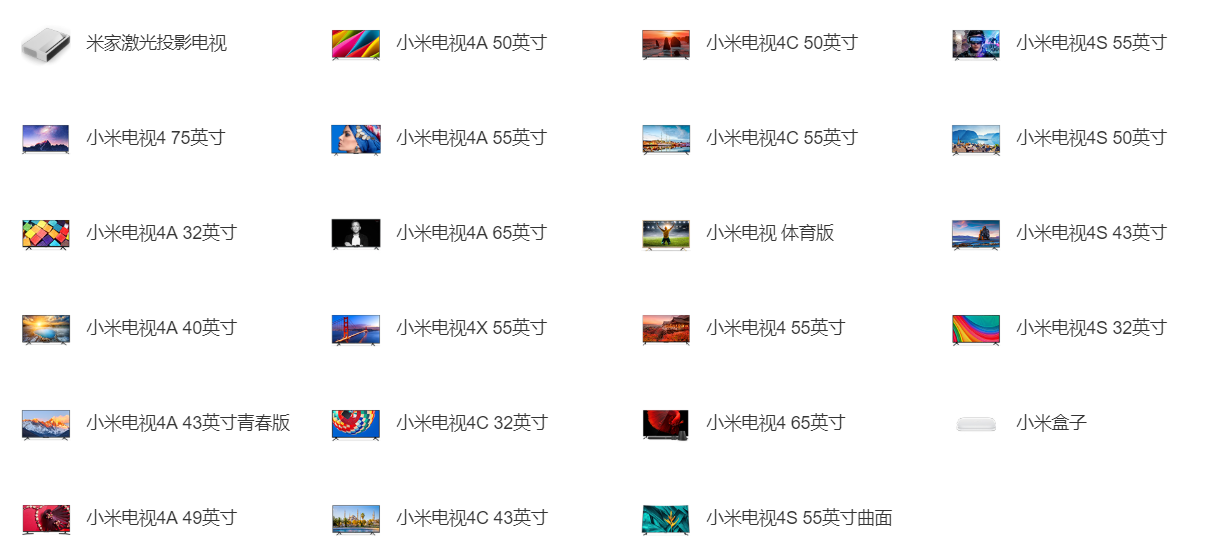 米家激光投影电视
小米电视4A 50英寸
小米电视4C 50英寸
小米电视4S 55英寸
小米电视4 75英寸
小米电视4A 55英寸
小米电视4C 55英寸
小米电视4S 50英寸
小米电视4A 32英寸
小米电视4A 65英寸
小米电视 体育版
小米电视4S 43英寸
小米电视4A 40英寸
小米电视4X 55英寸
小米电视4 55英寸
小米电视4S 32英寸
小米电视4A 43英寸青春版
小米电视4C 32英寸
小米电视4 65英寸
小米盒子
小米电视4A 49英寸
小米电视4C 43英寸
小米电视4S 55英寸曲面